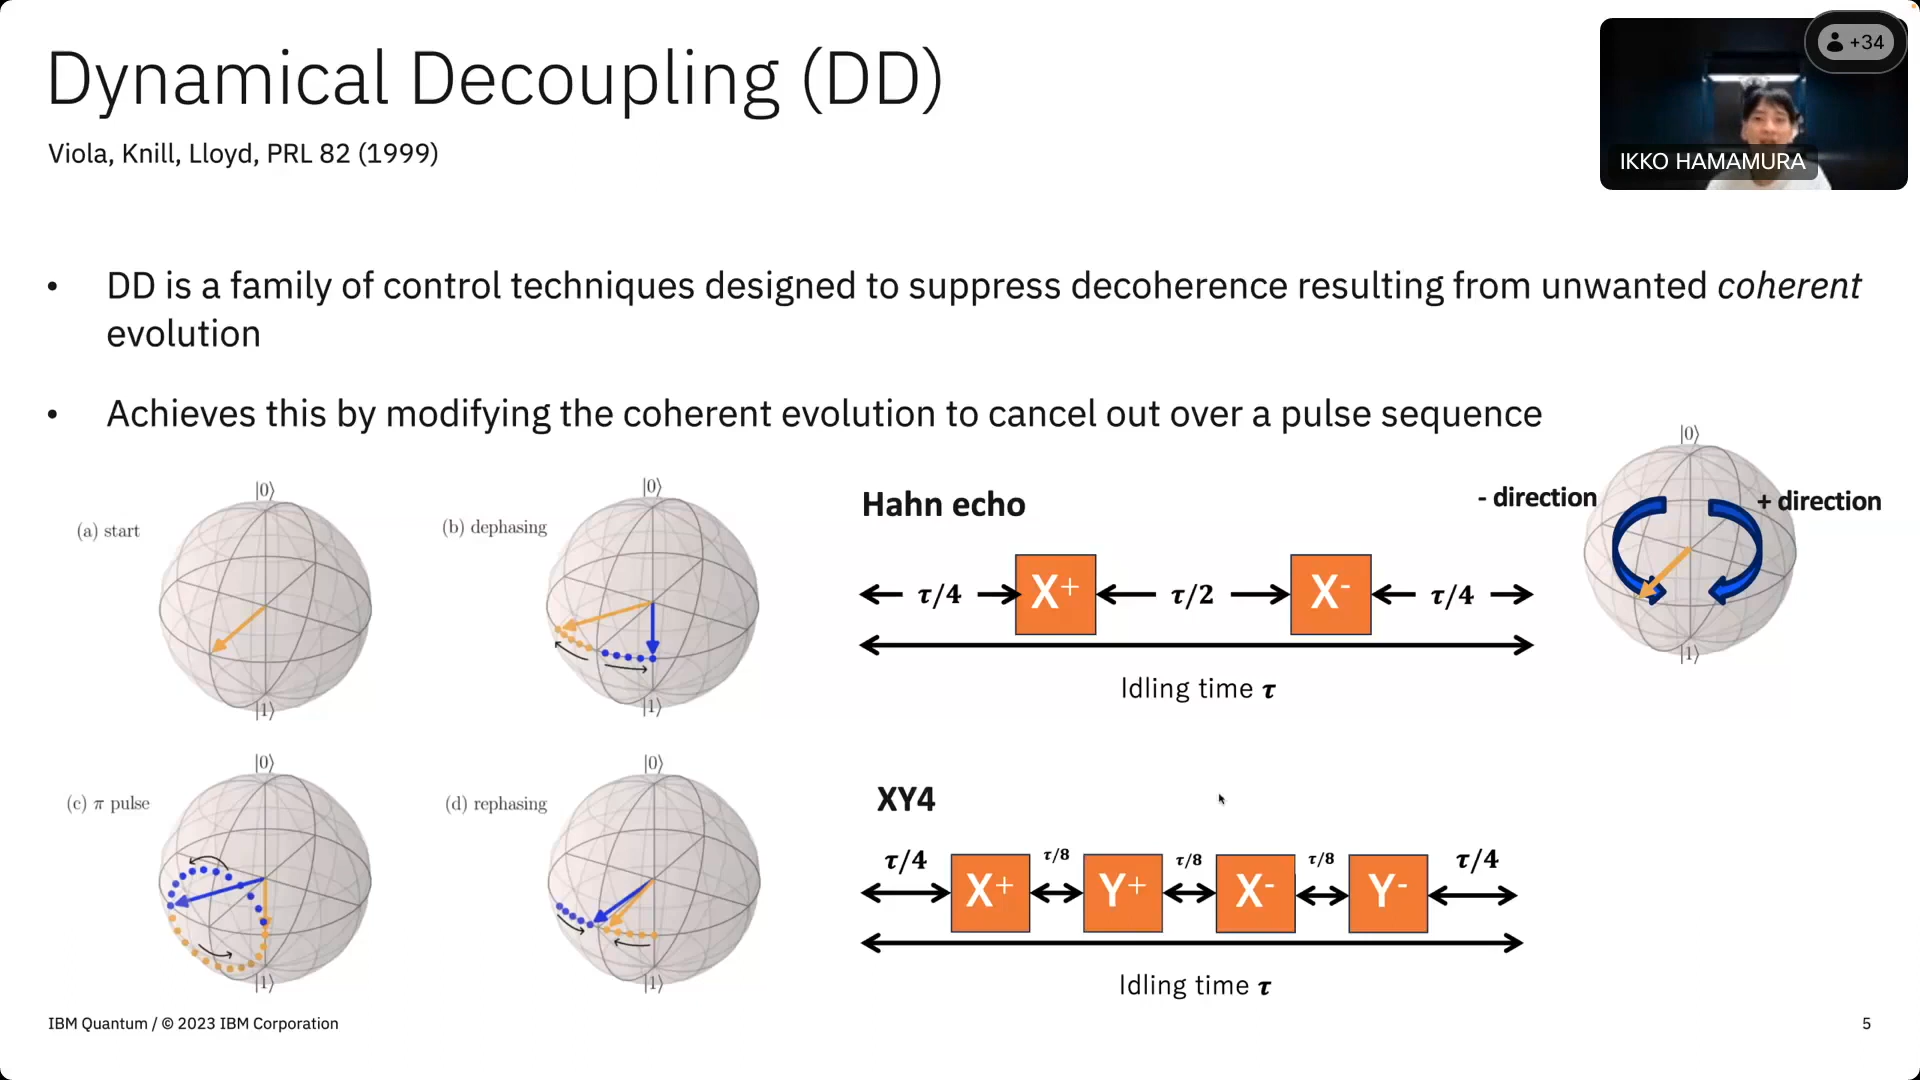 Dynamical Decoupling (DD)
Viola, Knill, Lloyd, PRL 82 (1999)
+34
IKKO HAMAMURA
• DD is a family of control techniques designed to suppress decoherence resulting from unwanted coherent
evolution
• Achieves this by modifying the coherent evolution to cancel out over a pulse sequence
(a) start
|0⟩
|1⟩
(b) dephasing
|0⟩
|1⟩
(c) π pulse
|0⟩
|1⟩
(d) rephasing
|0⟩
|1⟩
Hahn echo
τ/4 X⁺ τ/2 X⁻ τ/4
Idling time τ
|0⟩
- direction
+ direction
|1⟩
XY4
τ/4 X⁺ τ/8 Y⁺ τ/8 X⁻ τ/8 Y⁻ τ/4
Idling time τ
IBM Quantum / © 2023 IBM Corporation
5